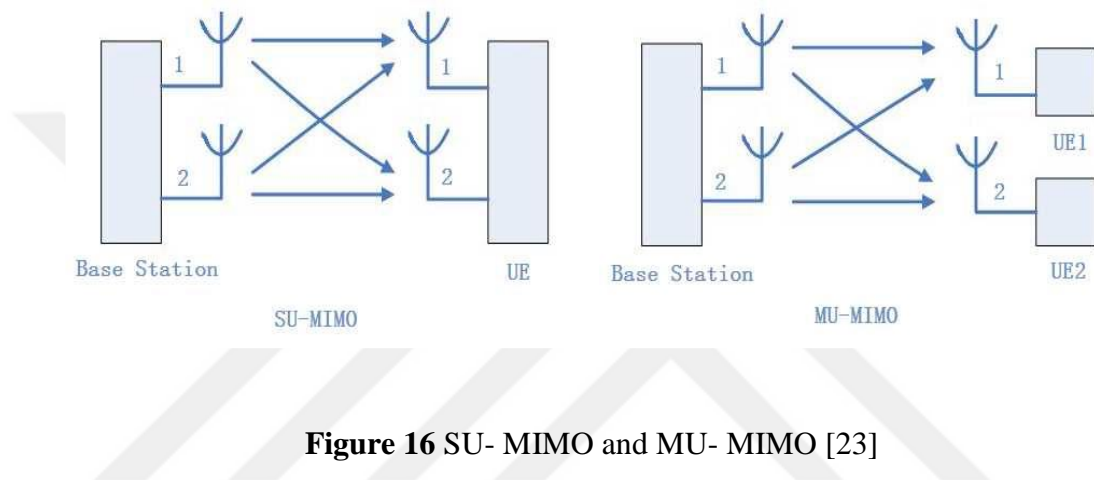 1
1
2
2
Base Station
UE
SU-MIMO
1
1
UE1
2
2
Base Station
UE2
MU-MIMO
Figure 16 SU- MIMO and MU- MIMO [23]